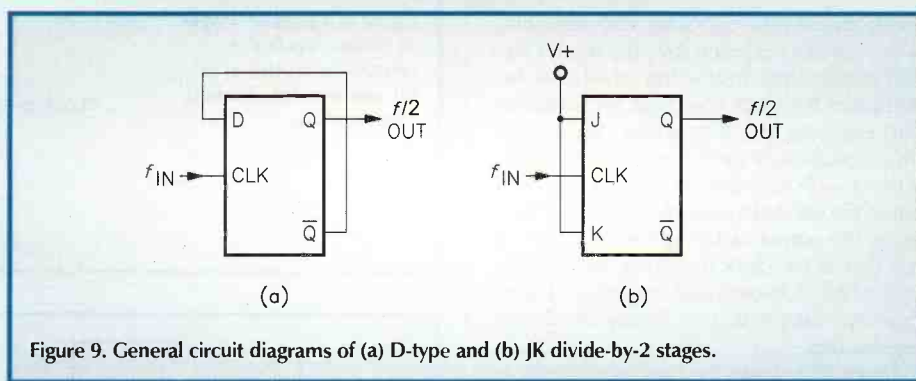 D Q
f/2
OUT
fIN CLK
Q̅
(a)
V+
J Q
f/2
OUT
fIN CLK
K Q̅
(b)
Figure 9. General circuit diagrams of (a) D-type and (b) JK divide-by-2 stages.